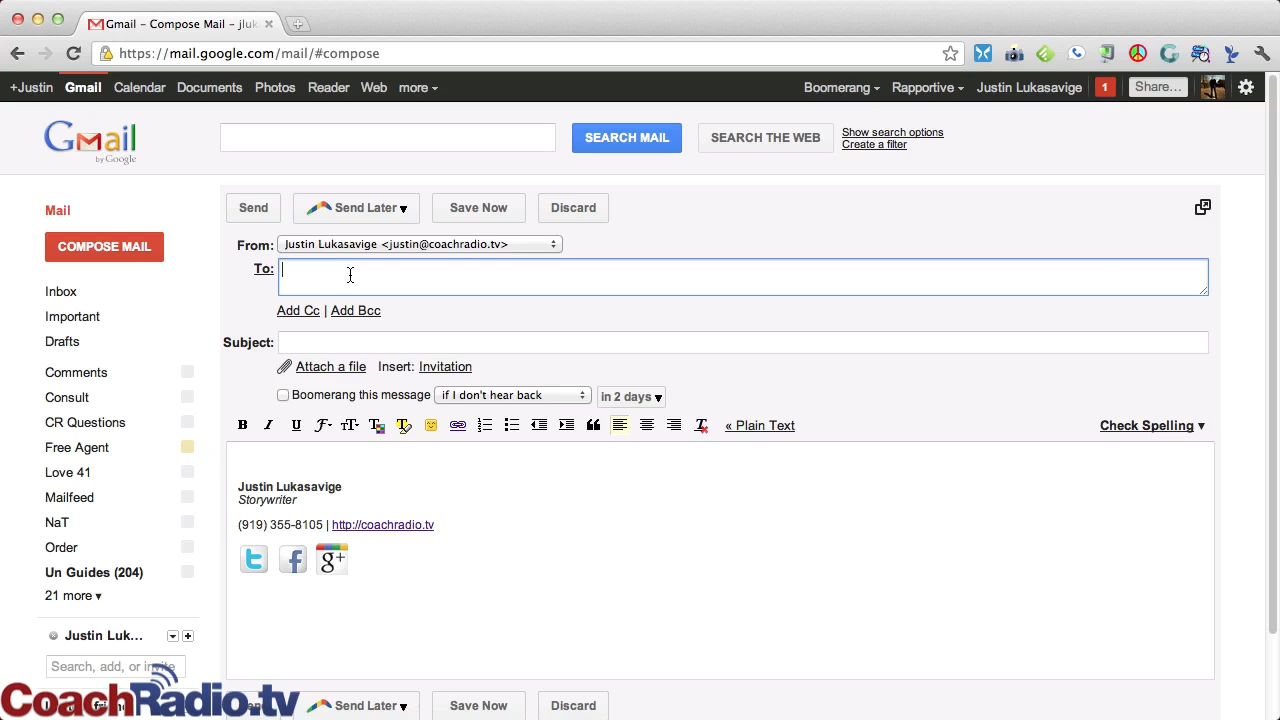 Gmail – Compose Mail – jluk
https://mail.google.com/mail/#compose
+Justin Gmail Calendar Documents Photos Reader Web more Boomerang Rapportive Justin Lukasavige 1 Share...
Gmail by Google
SEARCH MAIL SEARCH THE WEB Show search options
Create a filter
Mail
COMPOSE MAIL
Inbox
Important
Drafts
Comments
Consult
CR Questions
Free Agent
Love 41
Mailfeed
NaT
Order
Un Guides (204)
21 more
Justin Luk...
Search, add, or invite
Send Send Later Save Now Discard
From: Justin Lukasavige <justin@coachradio.tv>
To:
Add Cc | Add Bcc
Subject:
Attach a file Insert: Invitation
Boomerang this message if I don't hear back in 2 days
B I U « Plain Text Check Spelling
Justin Lukasavige
Storywriter
(919) 355-8105 | http://coachradio.tv
Send Later Save Now Discard
CoachRadio.tv